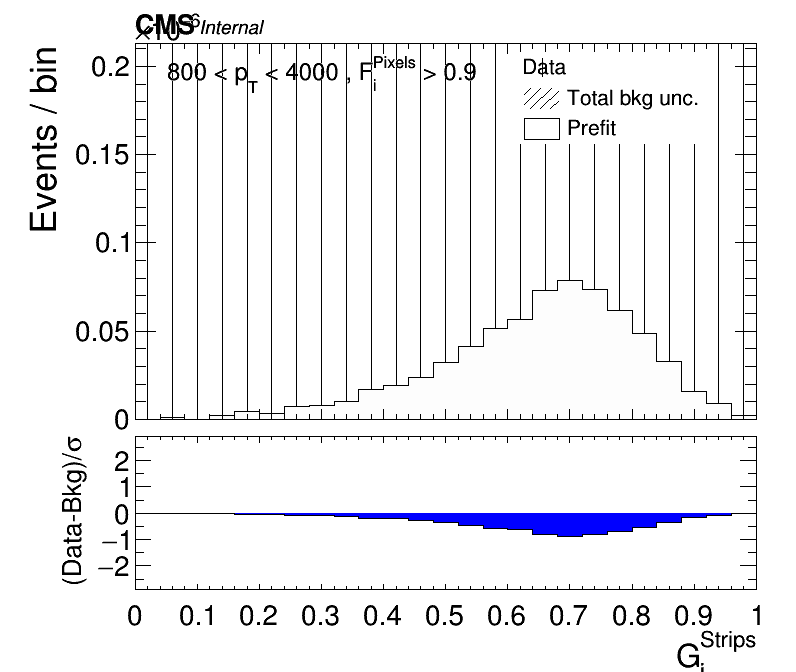 CMS Internal
×10^6
800 < p_T < 4000 , F_i^Pixels > 0.9
Data
Total bkg unc.
Prefit
Events / bin
0.2
0.15
0.1
0.05
0
(Data-Bkg)/σ
2
1
0
−1
−2
0 0.1 0.2 0.3 0.4 0.5 0.6 0.7 0.8 0.9 1
G_i^Strips